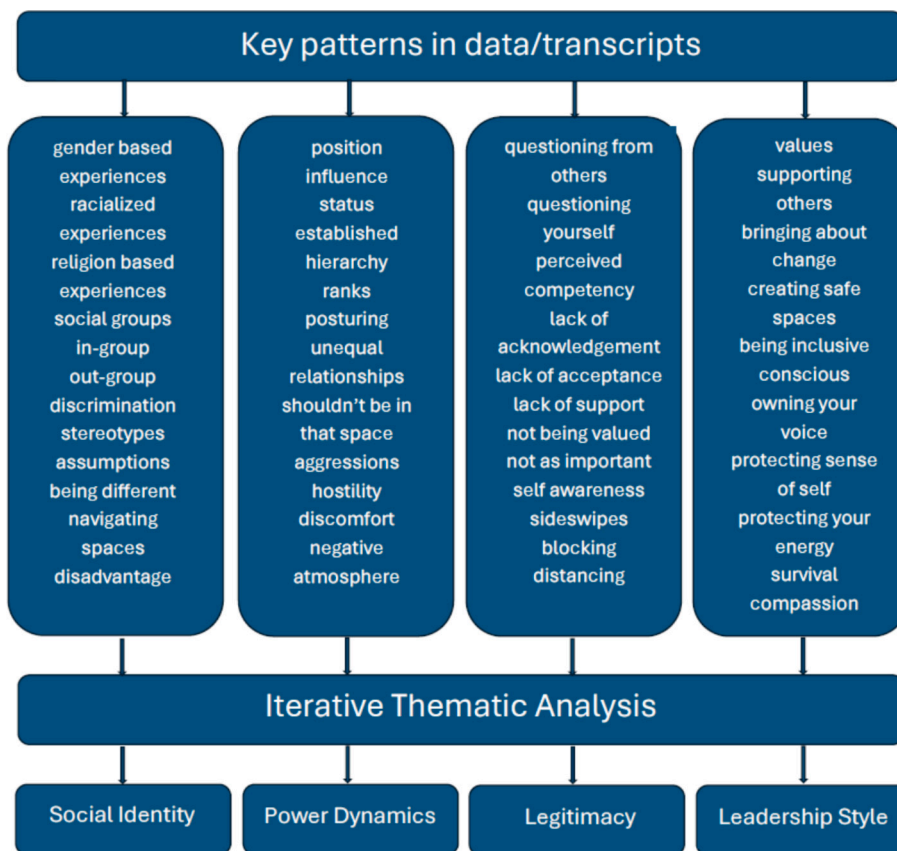 Key patterns in data/transcripts
gender based
experiences
racialized
experiences
religion based
experiences
social groups
in-group
out-group
discrimination
stereotypes
assumptions
being different
navigating
spaces
disadvantage
position
influence
status
established
hierarchy
ranks
posturing
unequal
relationships
shouldn’t be in
that space
aggressions
hostility
discomfort
negative
atmosphere
questioning from
others
questioning
yourself
perceived
competency
lack of
acknowledgement
lack of acceptance
lack of support
not being valued
not as important
self awareness
sideswipes
blocking
distancing
values
supporting
others
bringing about
change
creating safe
spaces
being inclusive
conscious
owning your
voice
protecting sense
of self
protecting your
energy
survival
compassion
Iterative Thematic Analysis
Social Identity
Power Dynamics
Legitimacy
Leadership Style